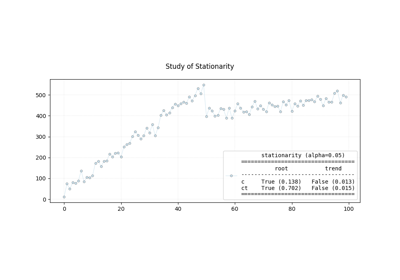 Study of Stationarity
500
400
300
200
100
0
stationarity (alpha=0.05)
==================================
root trend
----------------------------------
c True (0.138) False (0.013)
ct True (0.702) False (0.015)
==================================
0 20 40 60 80 100